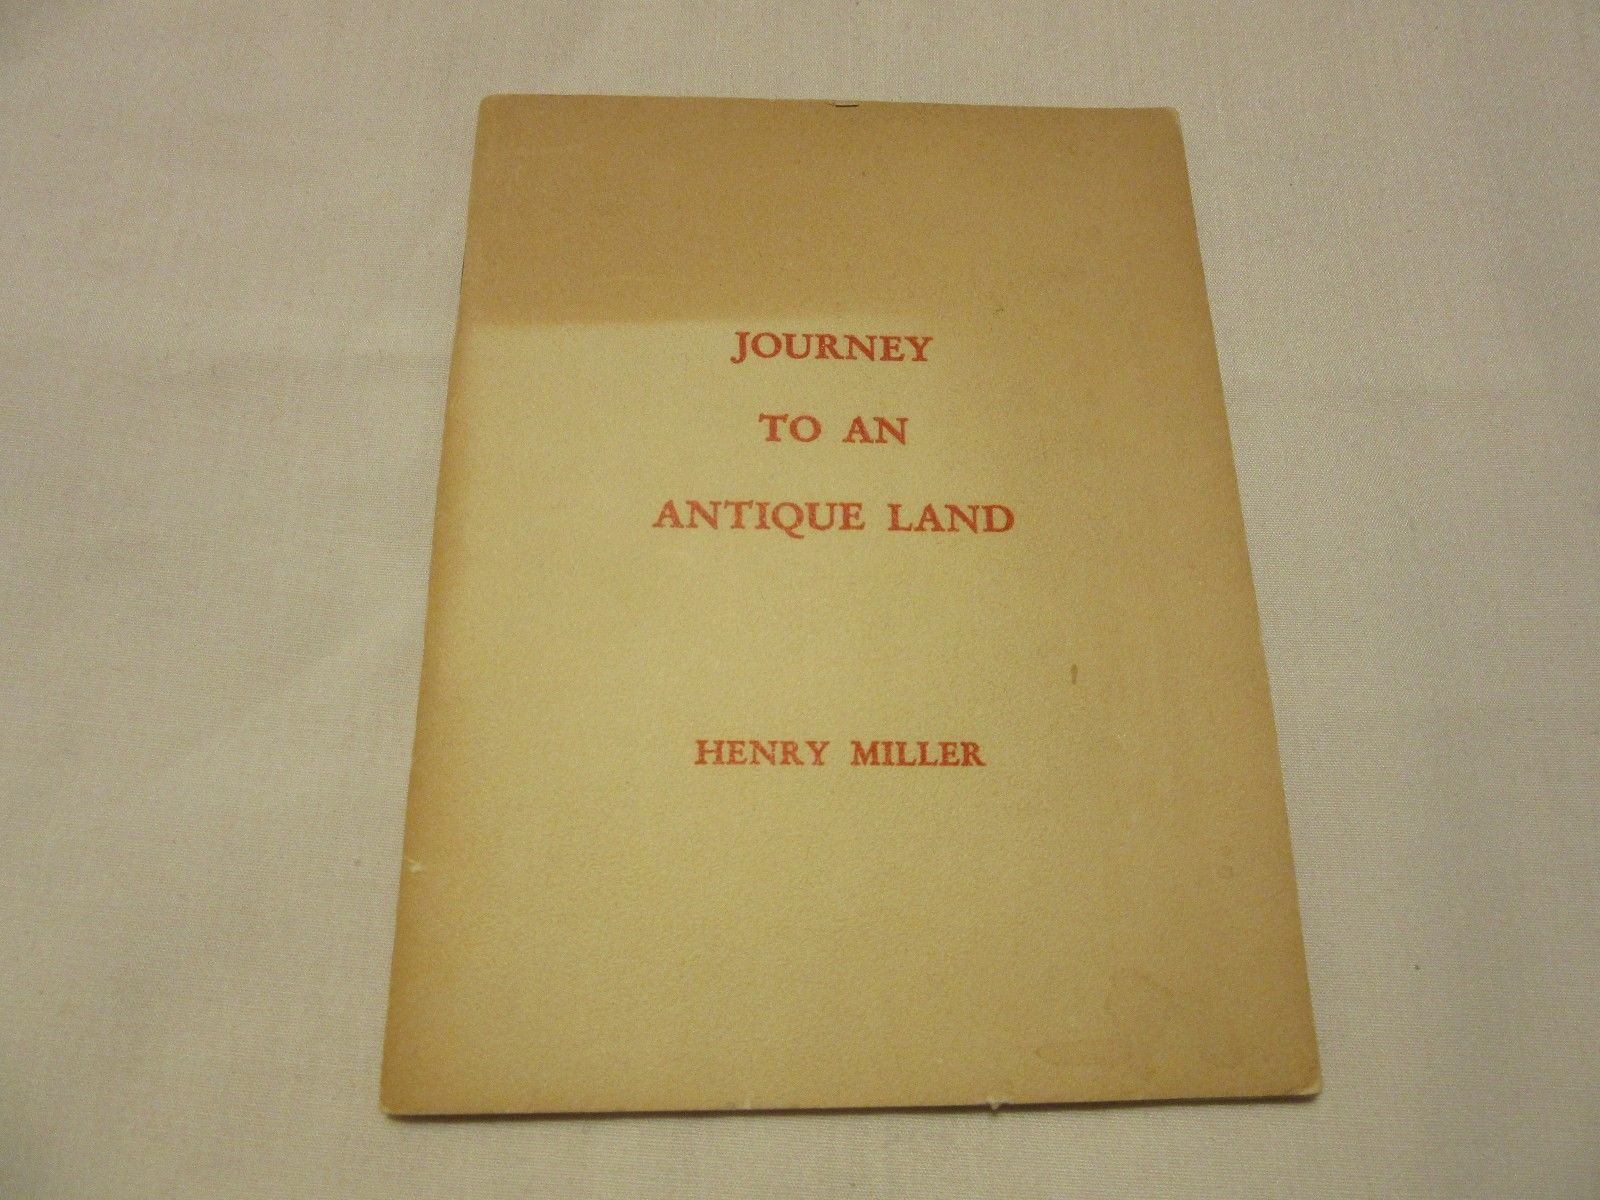 JOURNEY
TO AN
ANTIQUE LAND
HENRY MILLER